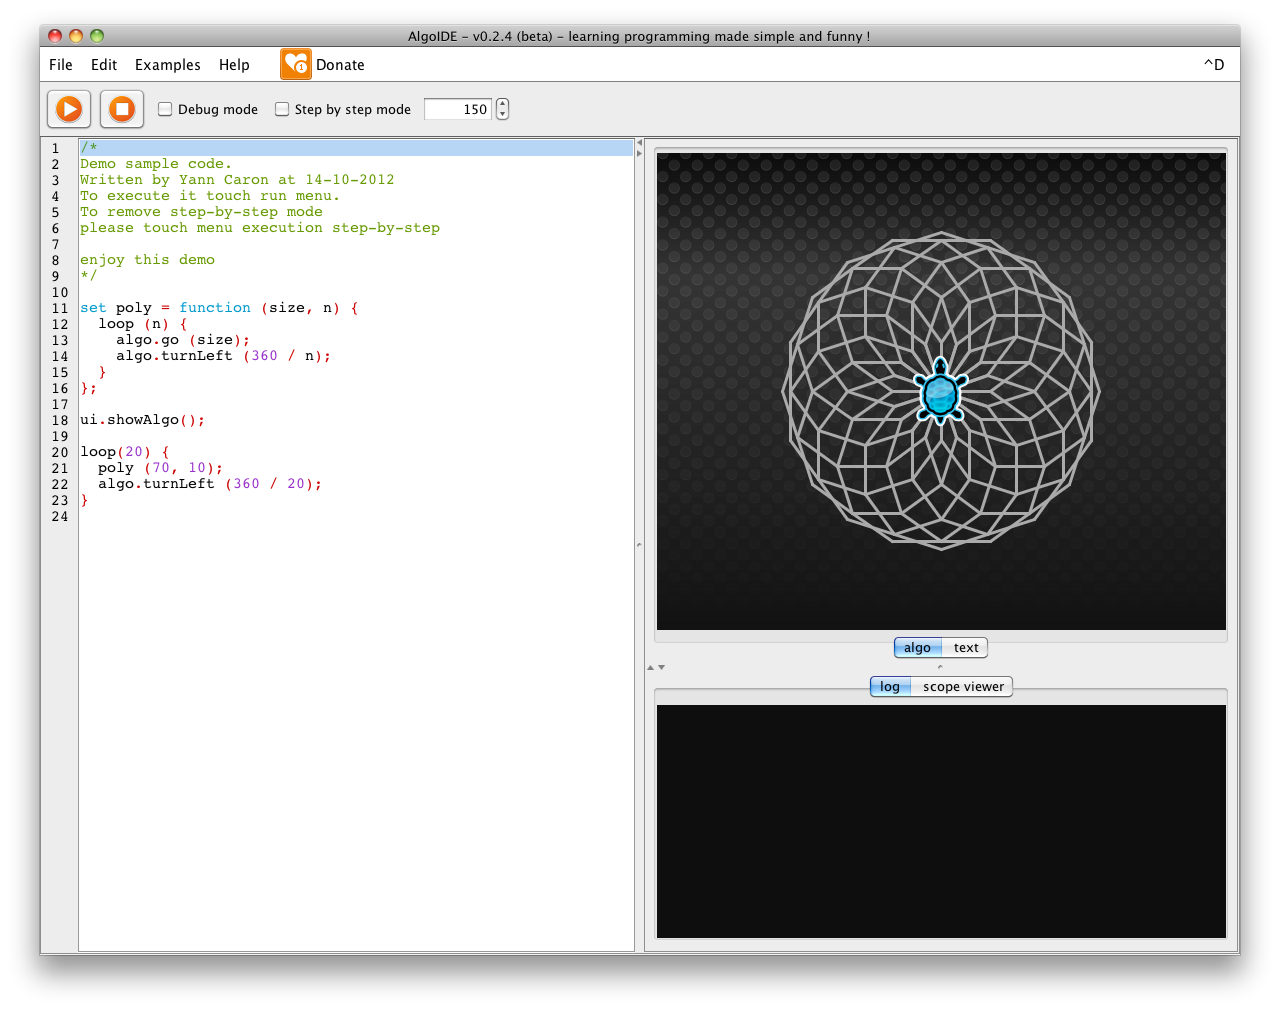 AlgoIDE - v0.2.4 (beta) - learning programming made simple and funny !
File Edit Examples Help Donate ^D
Debug mode Step by step mode 150
1 /*
2 Demo sample code.
3 Written by Yann Caron at 14-10-2012
4 To execute it touch run menu.
5 To remove step-by-step mode
6 please touch menu execution step-by-step
7
8 enjoy this demo
9 */
10
11 set poly = function (size, n) {
12   loop (n) {
13     algo.go (size);
14     algo.turnLeft (360 / n);
15   }
16 };
17
18 ui.showAlgo();
19
20 loop(20) {
21   poly (70, 10);
22   algo.turnLeft (360 / 20);
23 }
24
algo text
log scope viewer